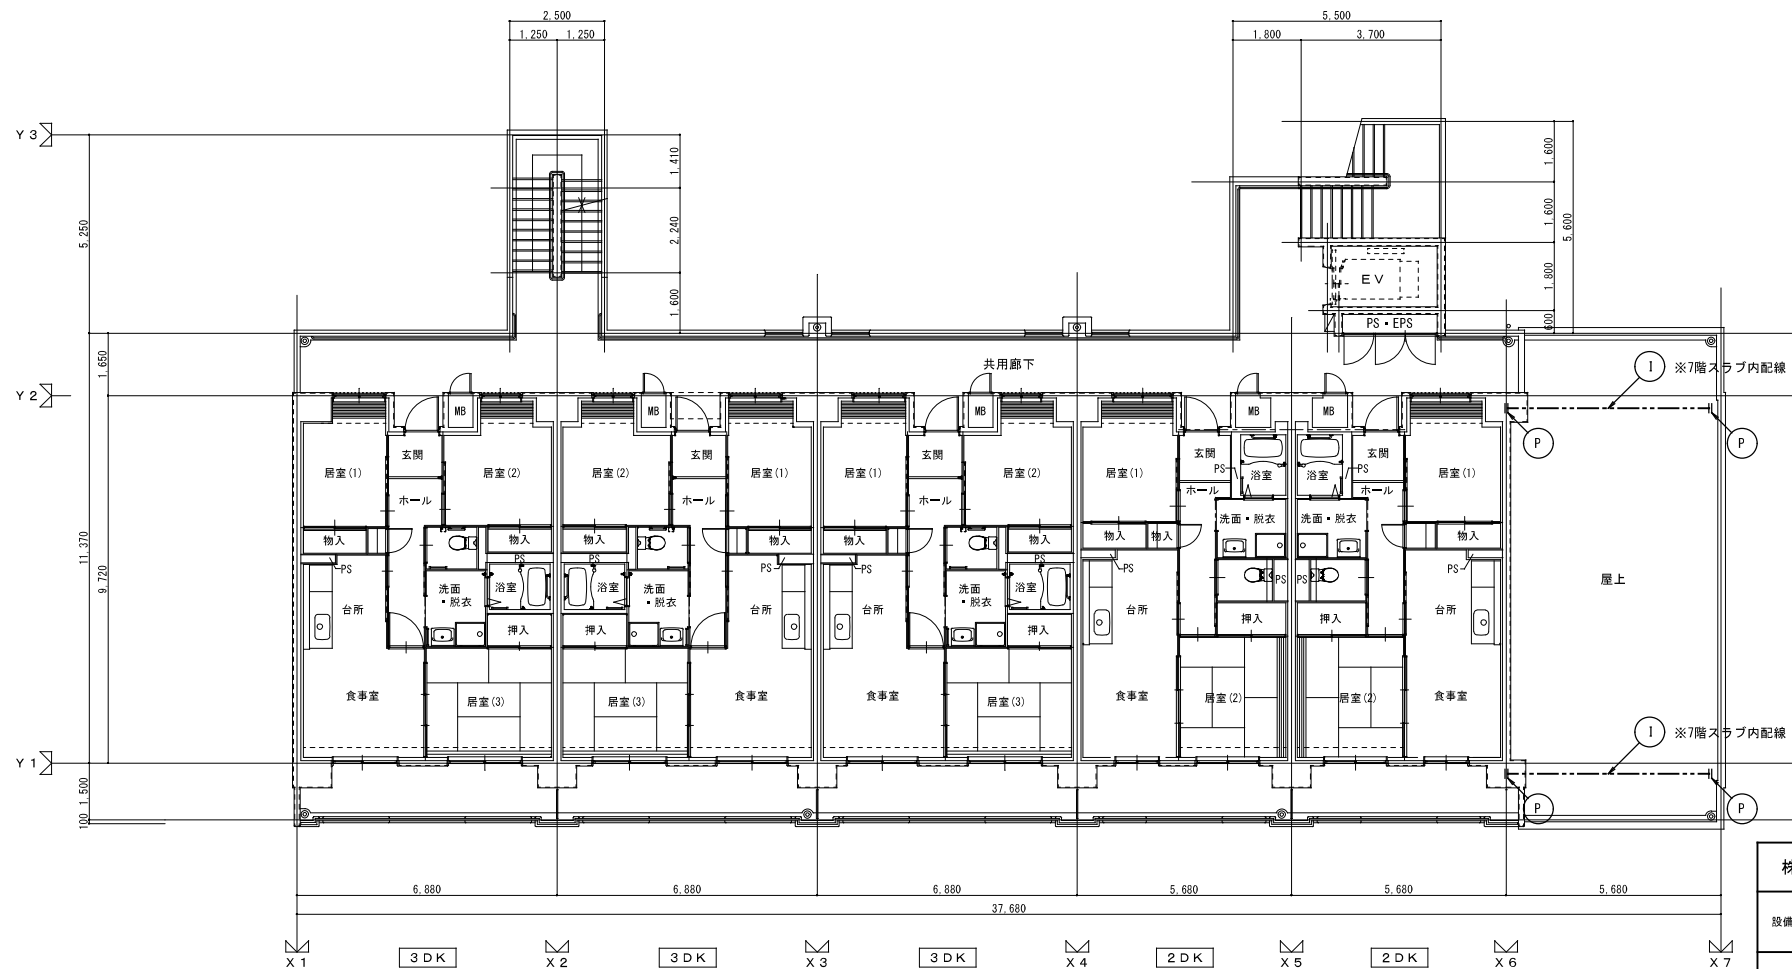 2,500
5,500
1,250 1,250
1,800 3,700
Y3
1,410
1,600
5,250
2,240
1,600
5,600
EV
1,800
1,600
PS・EPS
600
1,650
共用廊下
I ※7階スラブ内配線
Y2
MB MB MB MB MB
P P
玄関 玄関 玄関 玄関 玄関
居室(1) 居室(2) 居室(2) 居室(1) 居室(1) 居室(2) 居室(1) PS 浴室 浴室 PS 居室(1)
ホール ホール ホール ホール ホール
洗面・脱衣 洗面・脱衣
物入 物入 物入 物入 物入 物入 物入 物入 物入
11,370
9,720
PS PS PS
PS PS PS PS PS
PS PS
屋上
浴室 浴室 浴室
洗面・脱衣 洗面・脱衣 洗面・脱衣
台所 台所 台所 台所 台所
押入 押入 押入 押入 押入
食事室 居室(3) 居室(3) 食事室 食事室 居室(3) 食事室 居室(2) 居室(2) 食事室
I ※7階スラブ内配線
Y1
1,500
P P
100
株
6,880 6,880 6,880 5,680 5,680 5,680
37,680
設備
X1 3DK X2 3DK X3 3DK X4 2DK X5 2DK X6 X7